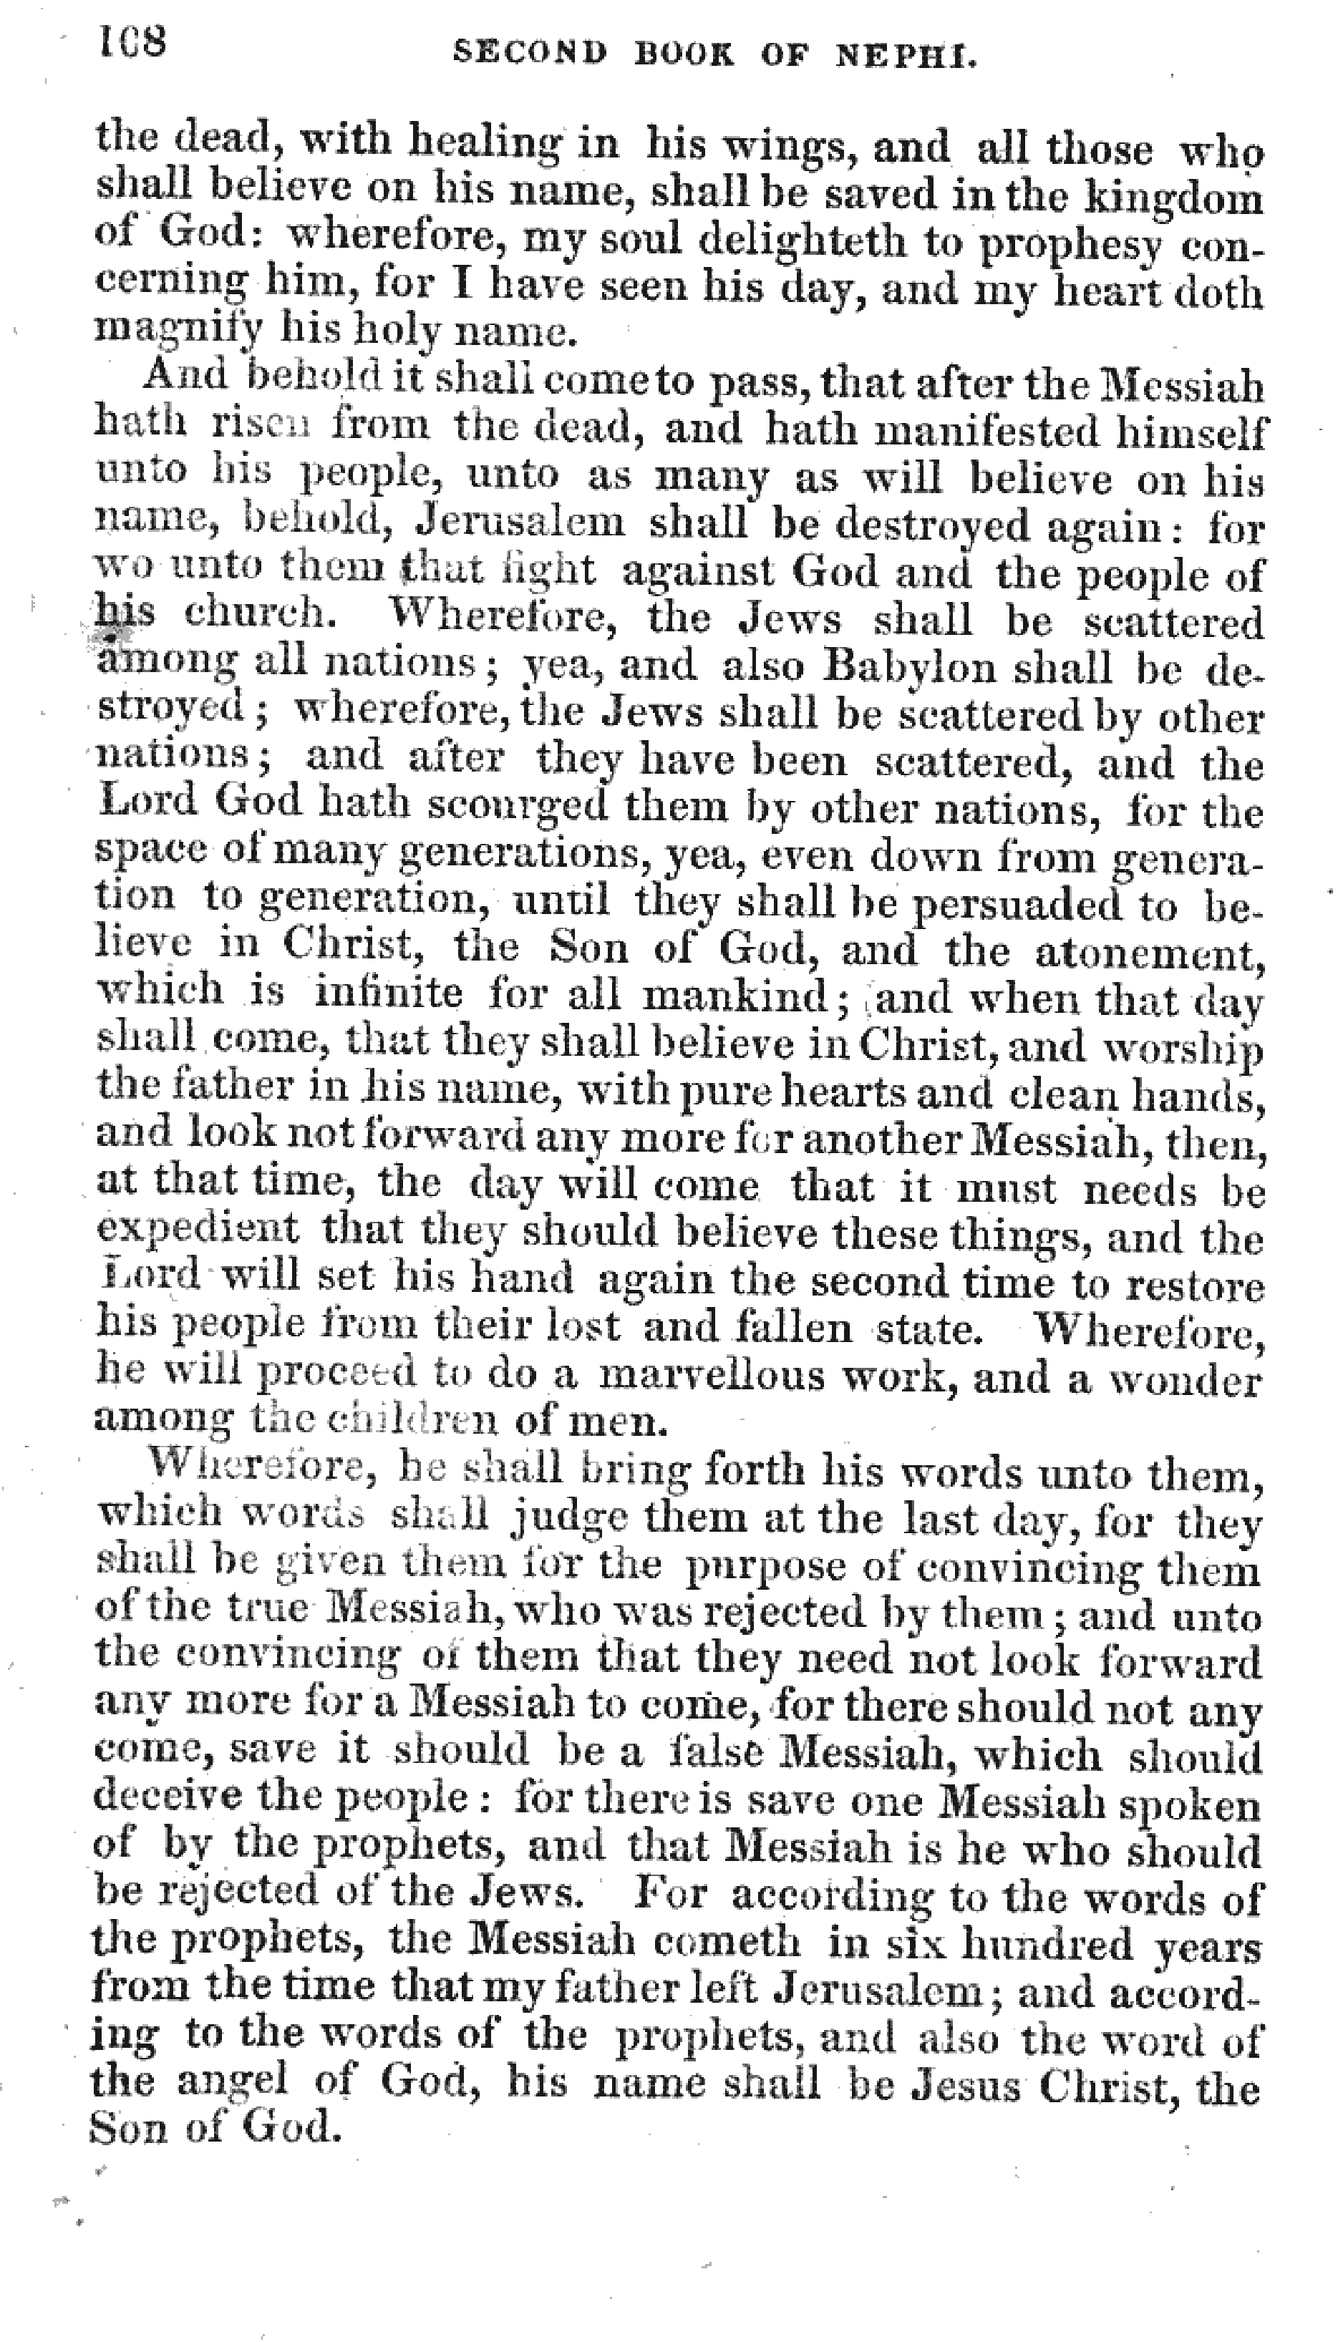 108 SECOND BOOK OF NEPHI.
the dead, with healing in his wings, and all those who
shall believe on his name, shall be saved in the kingdom
of God: wherefore, my soul delighteth to prophesy con-
cerning him, for I have seen his day, and my heart doth
magnify his holy name.
And behold it shall come to pass, that after the Messiah
hath risen from the dead, and hath manifested himself
unto his people, unto as many as will believe on his
name, behold, Jerusalem shall be destroyed again: for
wo unto them that fight against God and the people of
his church. Wherefore, the Jews shall be scattered
among all nations; yea, and also Babylon shall be de-
stroyed; wherefore, the Jews shall be scattered by other
nations; and after they have been scattered, and the
Lord God hath scourged them by other nations, for the
space of many generations, yea, even down from genera-
tion to generation, until they shall be persuaded to be-
lieve in Christ, the Son of God, and the atonement,
which is infinite for all mankind; and when that day
shall come, that they shall believe in Christ, and worship
the father in his name, with pure hearts and clean hands,
and look not forward any more for another Messiah, then,
at that time, the day will come that it must needs be
expedient that they should believe these things, and the
Lord will set his hand again the second time to restore
his people from their lost and fallen state. Wherefore,
he will proceed to do a marvellous work, and a wonder
among the children of men.
Wherefore, he shall bring forth his words unto them,
which words shall judge them at the last day, for they
shall be given them for the purpose of convincing them
of the true Messiah, who was rejected by them; and unto
the convincing of them that they need not look forward
any more for a Messiah to come, for there should not any
come, save it should be a false Messiah, which should
deceive the people: for there is save one Messiah spoken
of by the prophets, and that Messiah is he who should
be rejected of the Jews. For according to the words of
the prophets, the Messiah cometh in six hundred years
from the time that my father left Jerusalem; and accord-
ing to the words of the prophets, and also the word of
the angel of God, his name shall be Jesus Christ, the
Son of God.